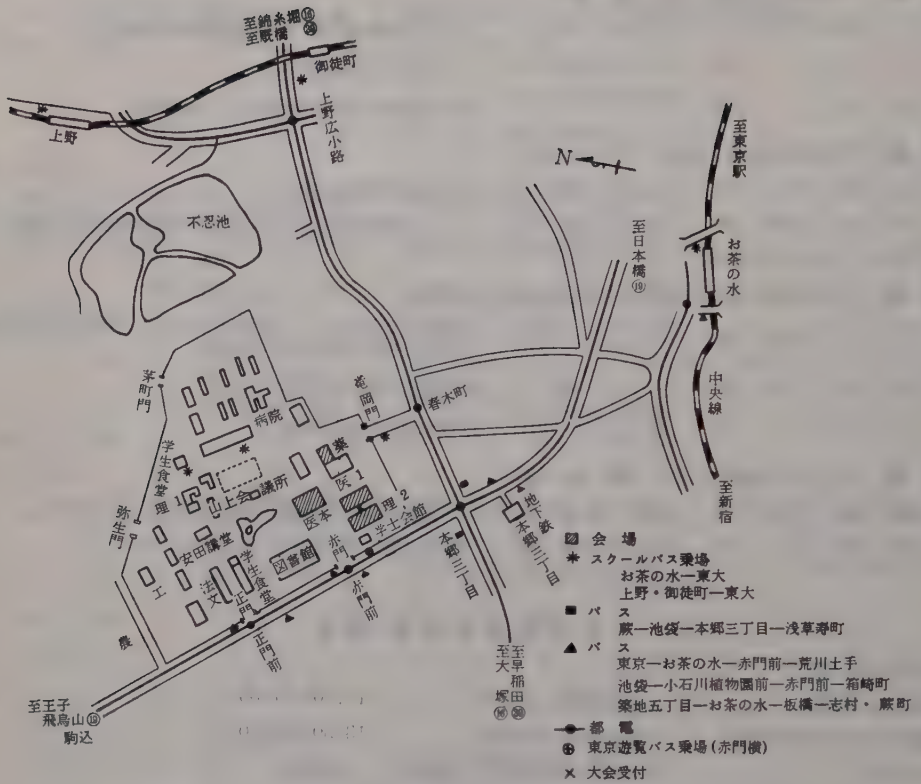 至錦糸堀⑯
至厩橋㊴
御徒町
上野
上野広小路
不忍池
N
至東京駅
お茶の水
至日本橋⑲
中央線
至新宿
茅町門
竜岡門
春木町
病院
学生食堂
理1
山上会議所
薬
医1
医本
理2
学士会館
弥生門
安田講堂
図書館
赤門
工
法文
学生食堂
正門
農
赤門前
正門前
本郷三丁目
地下鉄
本郷三丁目
至早稲田㊴
至大塚⑯
至王子
飛鳥山⑲
駒込
会場
スクールバス乗場
お茶の水―東大
上野・御徒町―東大
バス
蕨―池袋―本郷三丁目―浅草寿町
バス
東京―お茶の水―赤門前―荒川土手
池袋―小石川植物園前―赤門前―箱崎町
築地五丁目―お茶の水―板橋―志村・蕨町
都電
東京遊覧バス乗場(赤門横)
× 大会受付